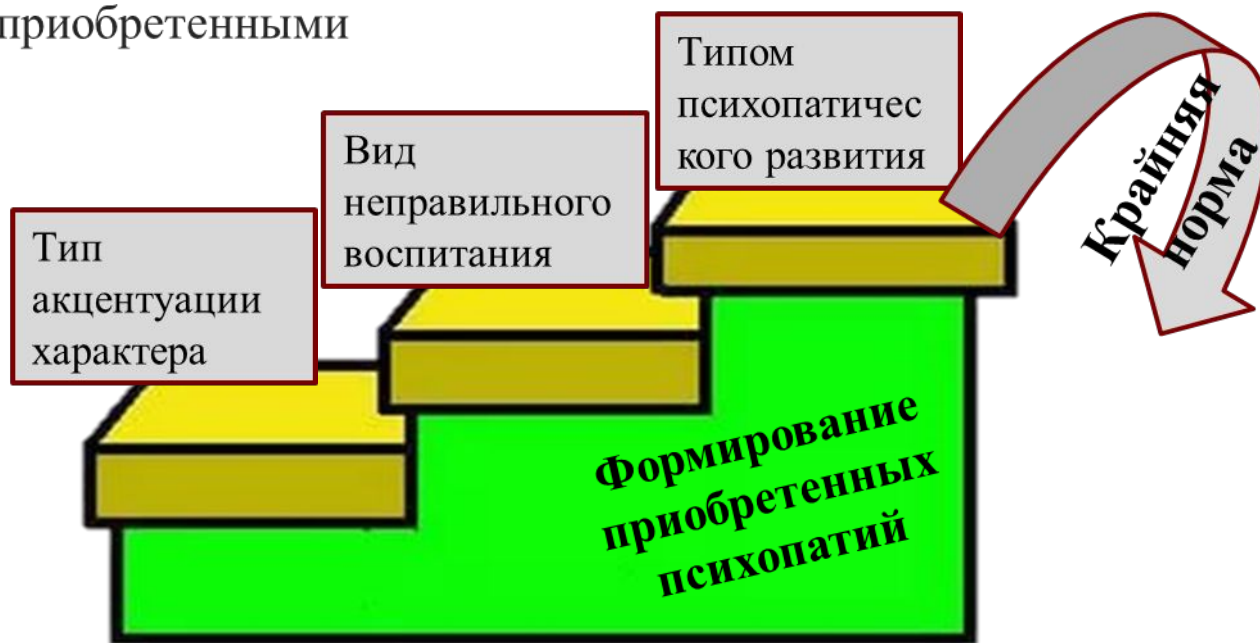 приобретенными
Типом
психопатичес
кого развития
Вид
неправильного
воспитания
Тип
акцентуации
характера
Крайняя
норма
Формирование
приобретенных
психопатий